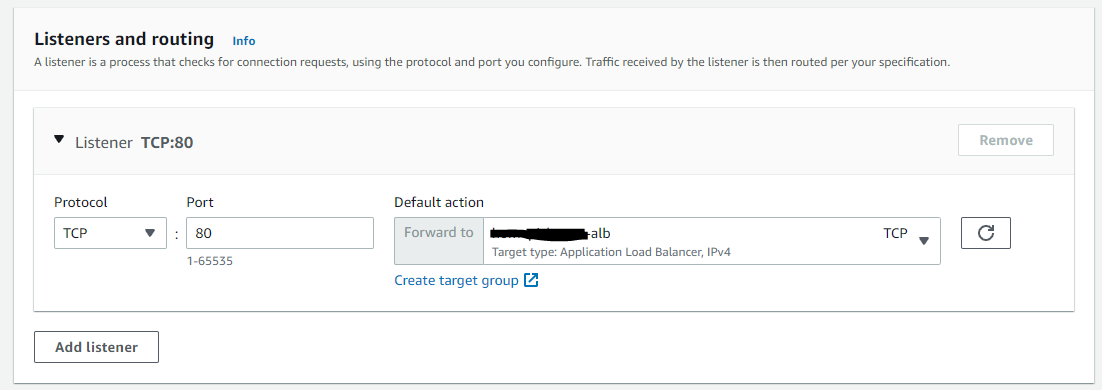 Listeners and routing Info
A listener is a process that checks for connection requests, using the protocol and port you configure. Traffic received by the listener is then routed per your specification.
Listener TCP:80
Remove
Protocol Port Default action
TCP : 80 Forward to -alb TCP
Target type: Application Load Balancer, IPv4
1-65535
Create target group
Add listener